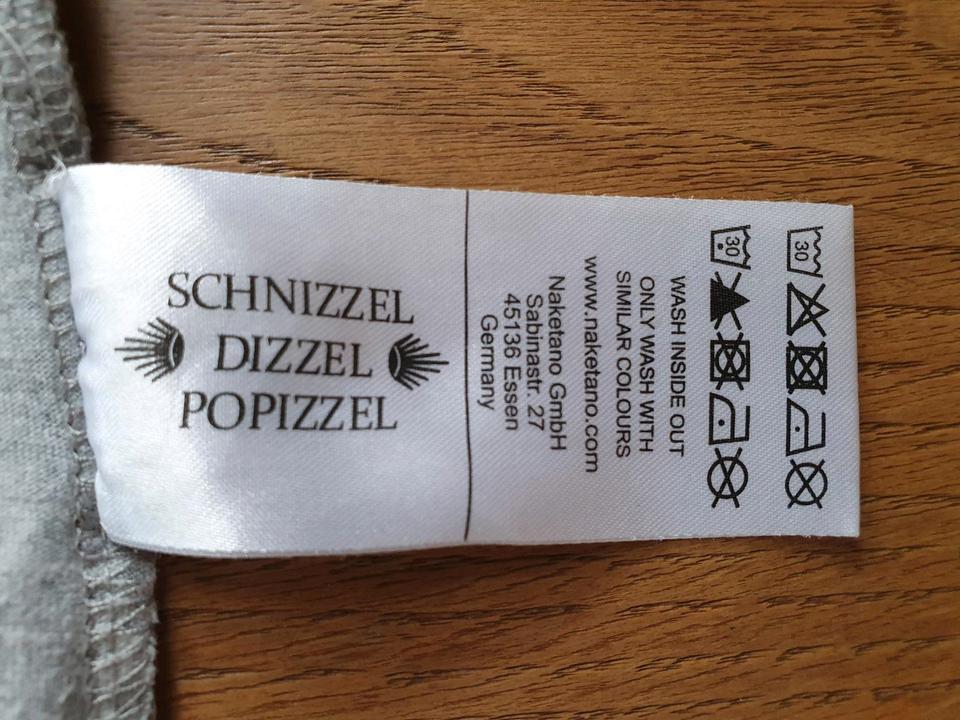 SCHNIZZEL
DIZZEL
POPIZZEL
30
30
WASH INSIDE OUT
ONLY WASH WITH
SIMILAR COLOURS
www.naketano.com
Naketano GmbH
Sabinastr. 27
45136 Essen
Germany